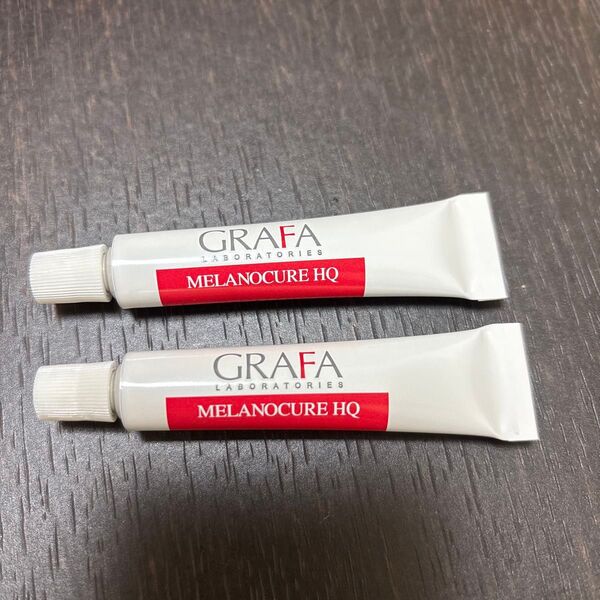 GRAFA
LABORATORIES
MELANOCURE HQ
GRAFA
LABORATORIES
MELANOCURE HQ